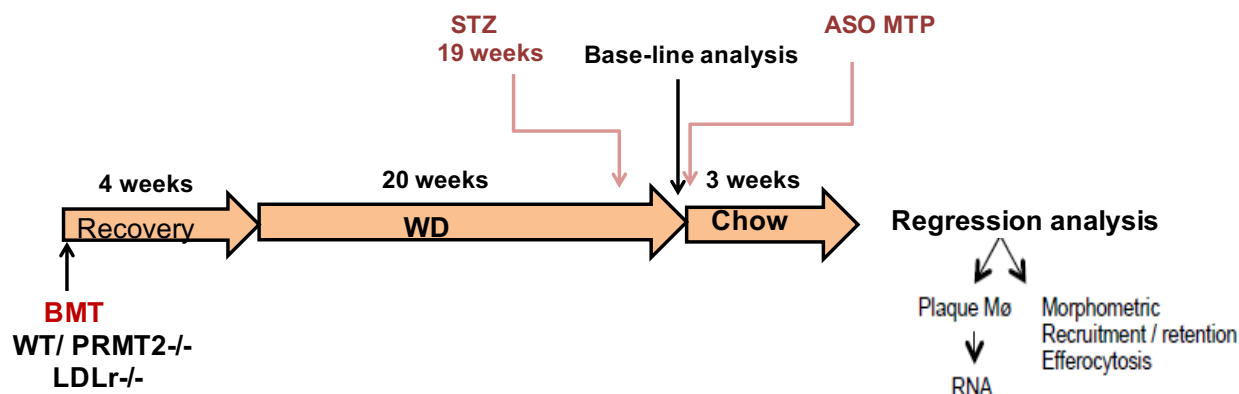 STZ
19 weeks
Base-line analysis
ASO MTP
4 weeks
20 weeks
3 weeks
Recovery
WD
Chow
Regression analysis
BMT
WT/ PRMT2-/-
LDLr-/-
Plaque Mø
RNA
Morphometric
Recruitment / retention
Efferocytosis